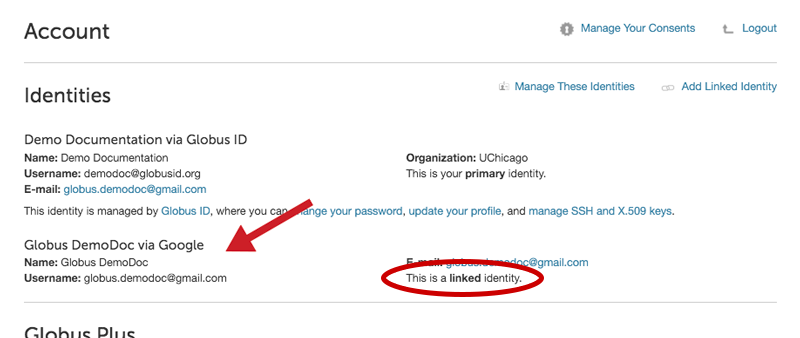 Account
Manage Your Consents
Logout
Identities
Manage These Identities
Add Linked Identity
Demo Documentation via Globus ID
Name: Demo Documentation
Organization: UChicago
Username: demodoc@globusid.org
This is your primary identity.
E-mail: globus.demodoc@gmail.com
This identity is managed by Globus ID, where you can change your password, update your profile, and manage SSH and X.509 keys.
Globus DemoDoc via Google
Name: Globus DemoDoc
E-mail: globus.demodoc@gmail.com
Username: globus.demodoc@gmail.com
This is a linked identity.
Globus Plus